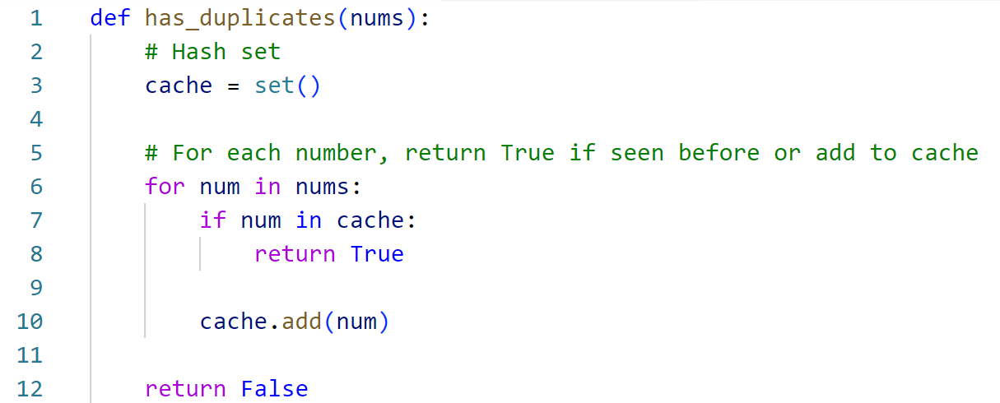 1 def has_duplicates(nums):
2     # Hash set
3     cache = set()
4
5     # For each number, return True if seen before or add to cache
6     for num in nums:
7         if num in cache:
8             return True
9
10         cache.add(num)
11
12     return False